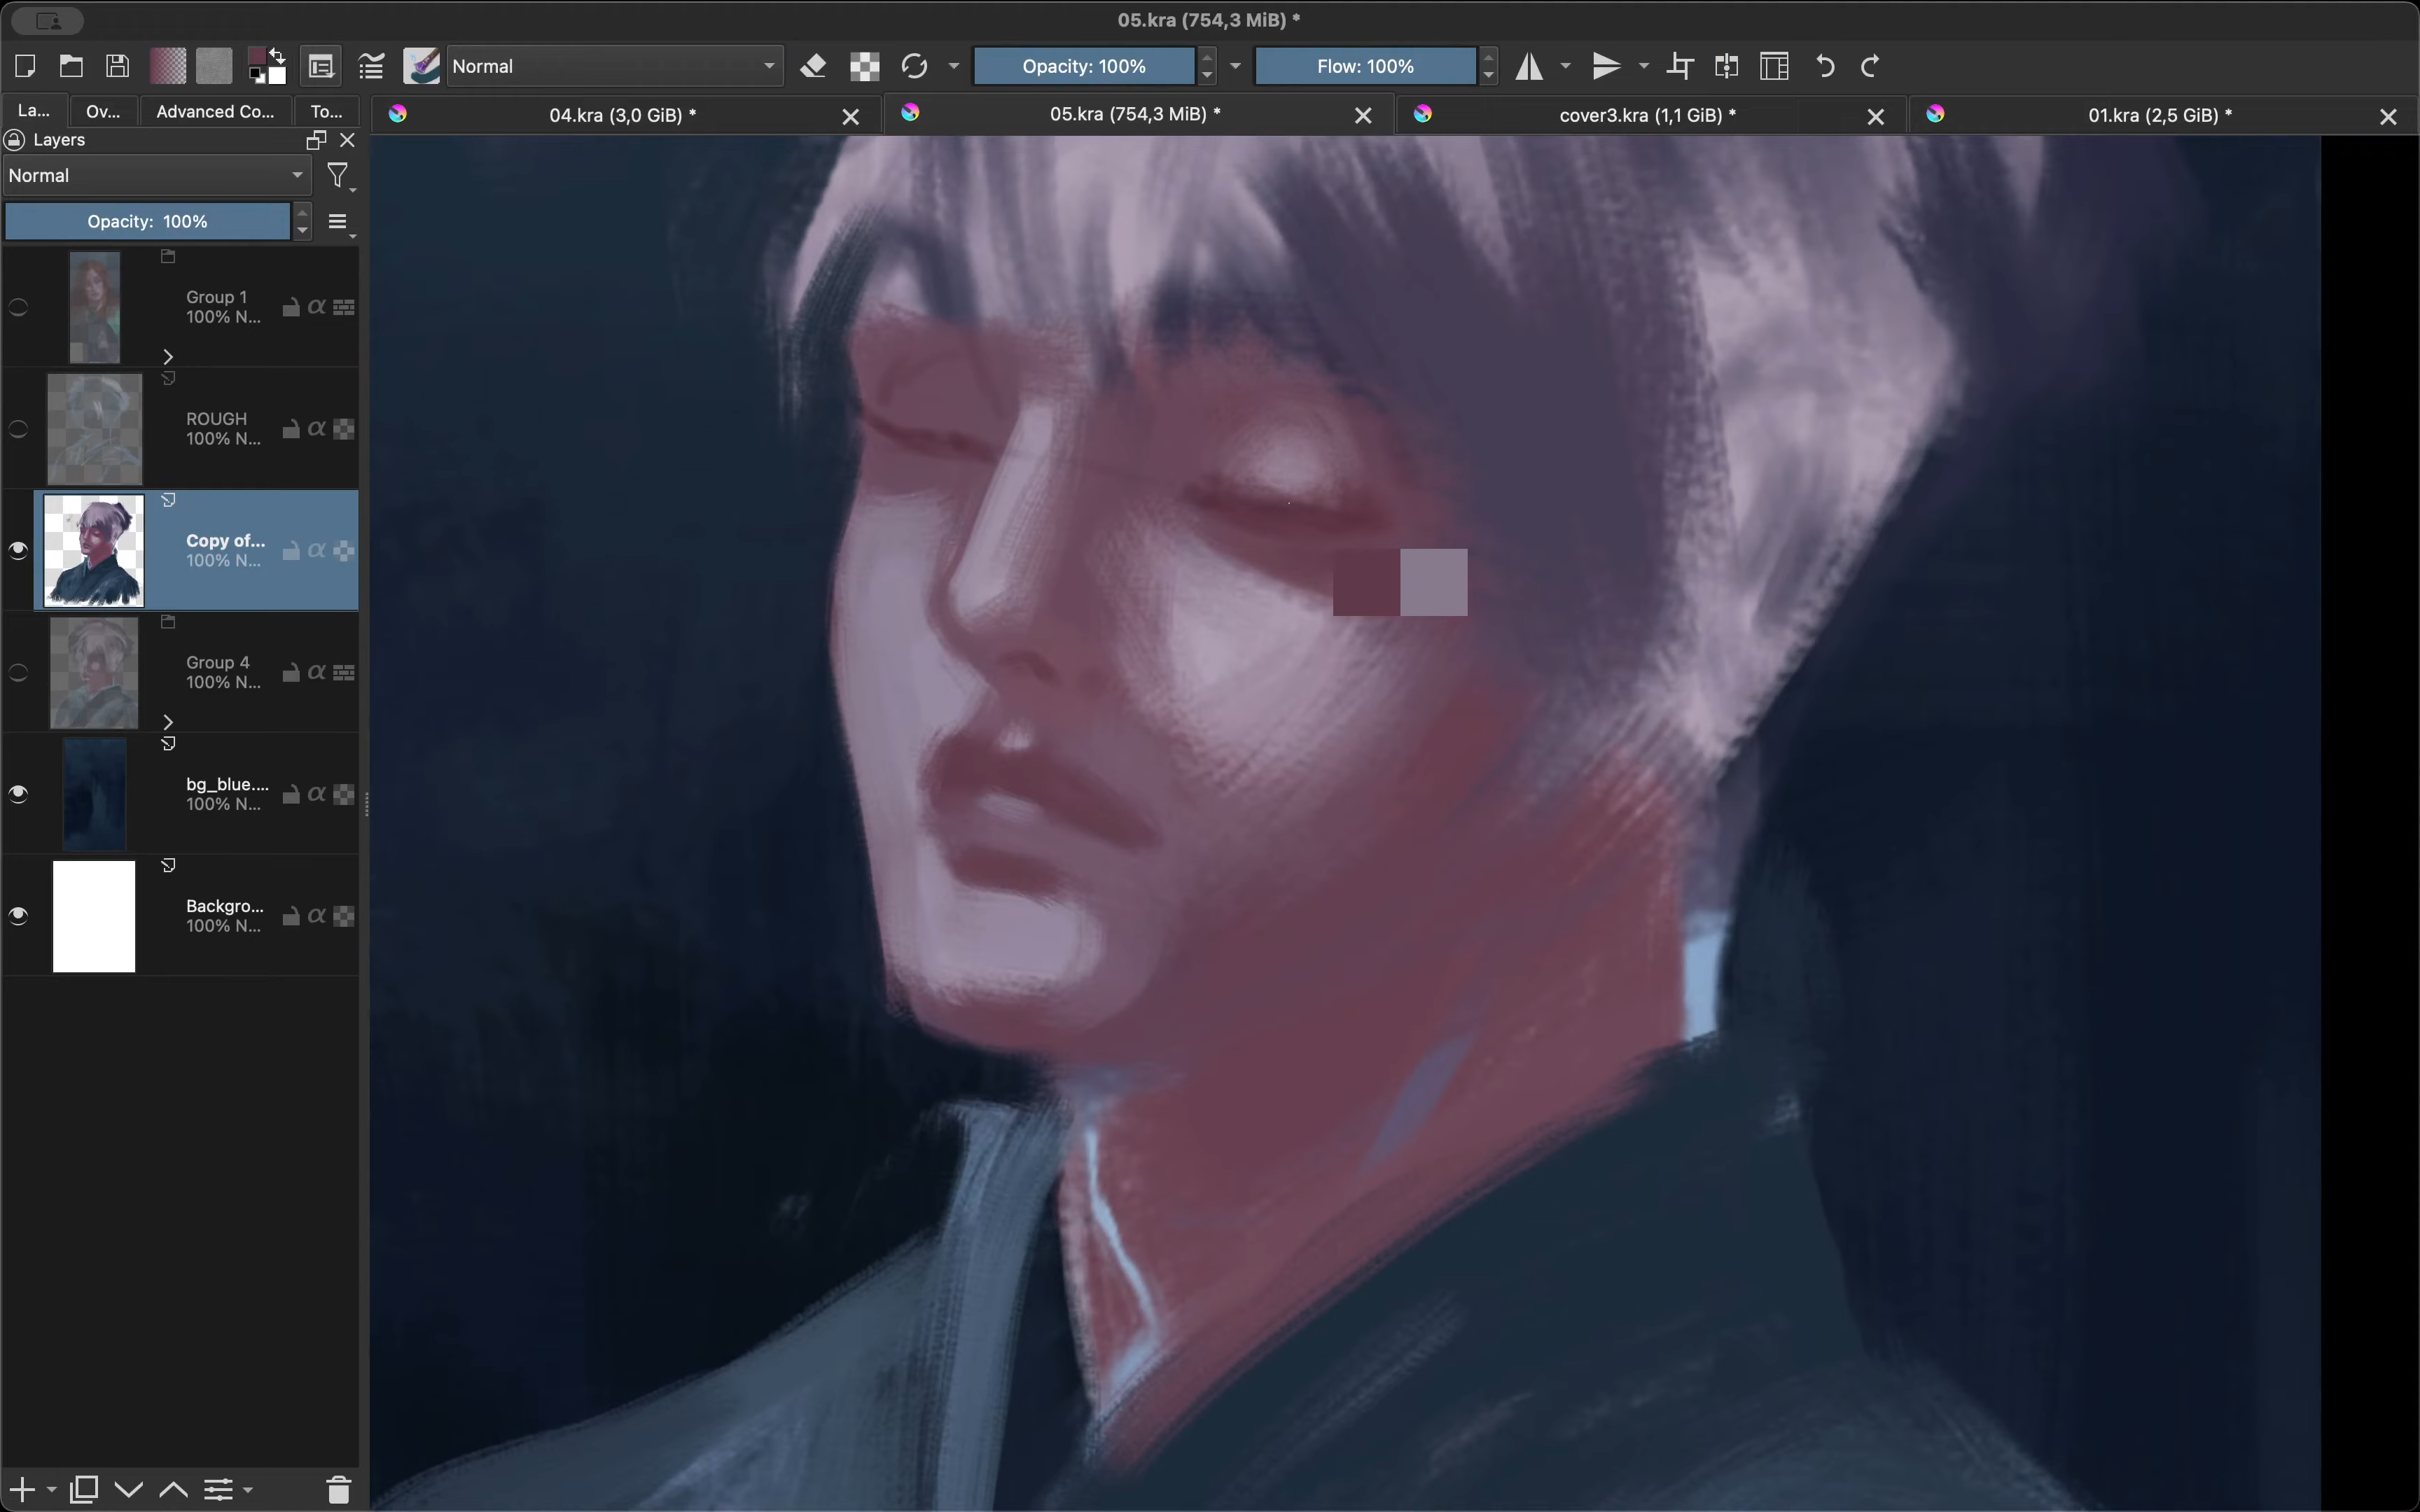 05.kra (754,3 MiB) *
Normal
Opacity: 100%
Flow: 100%
La...
Ov...
Advanced Co...
To...
04.kra (3,0 GiB) *
05.kra (754,3 MiB) *
cover3.kra (1,1 GiB) *
01.kra (2,5 GiB) *
Layers
Normal
Opacity: 100%
Group 1
100% N...
ROUGH
100% N...
Copy of...
100% N...
Group 4
100% N...
bg_blue....
100% N...
Backgro...
100% N...